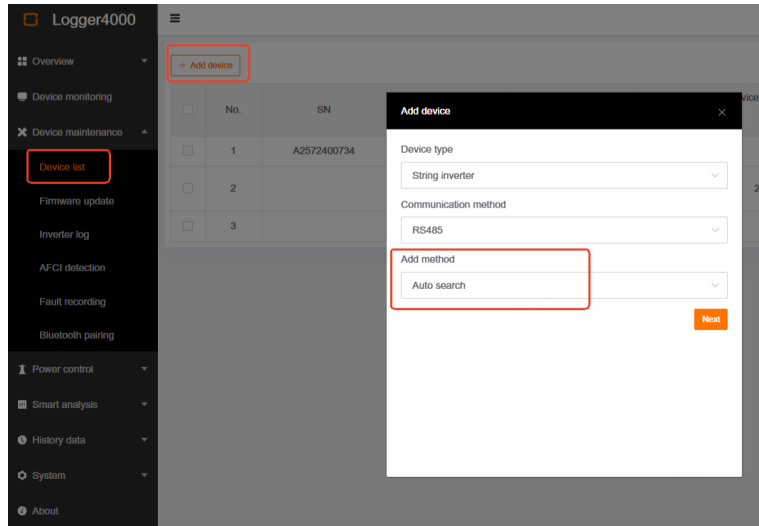 Logger4000
Overview
Device monitoring
Device maintenance
Device list
Firmware update
Inverter log
AFCI detection
Fault recording
Bluetooth pairing
Power control
Smart analysis
History data
System
About
+ Add device
No.
SN
vice
1
A2572400734
2
2
3
Add device
Device type
String inverter
Communication method
RS485
Add method
Auto search
Next